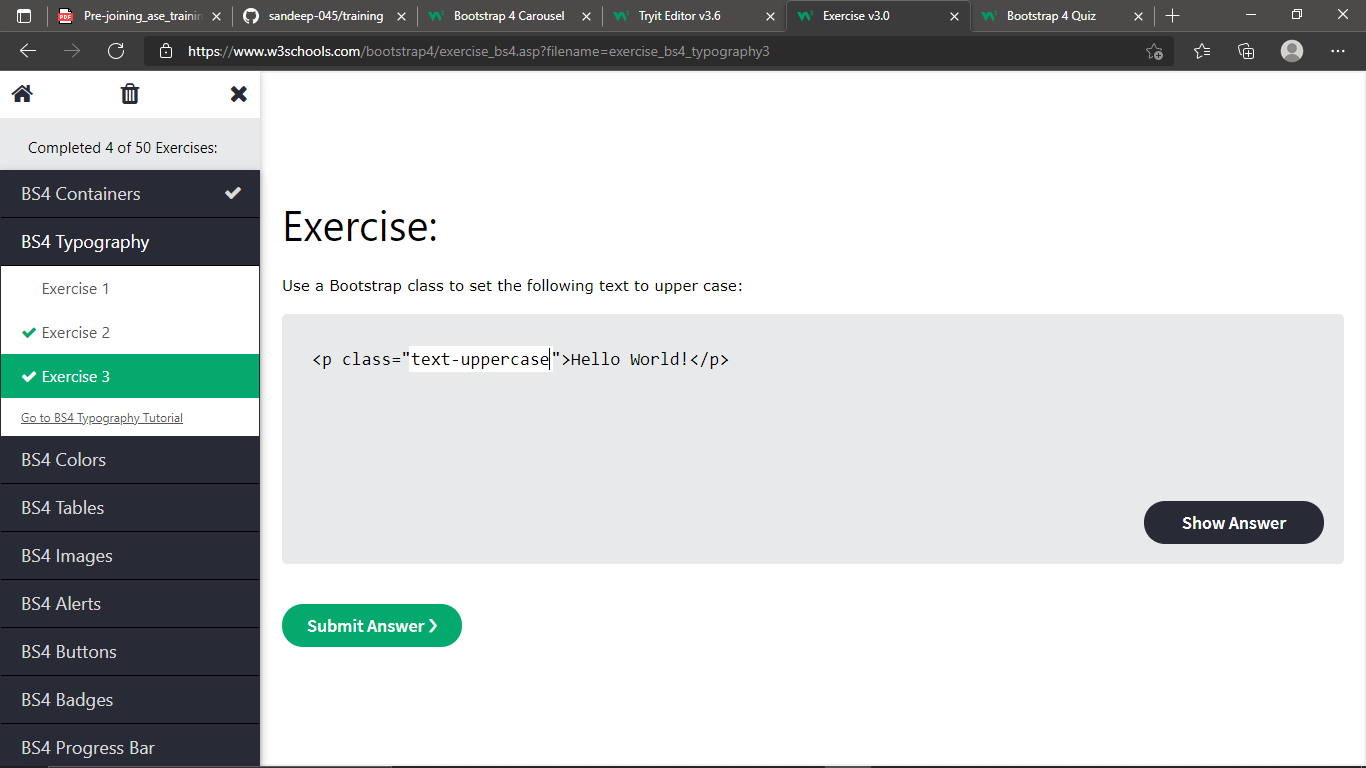 Pre-joining_ase_trainin
sandeep-045/training
Bootstrap 4 Carousel
Tryit Editor v3.6
Exercise v3.0
Bootstrap 4 Quiz
https://www.w3schools.com/bootstrap4/exercise_bs4.asp?filename=exercise_bs4_typography3
Completed 4 of 50 Exercises:
BS4 Containers
BS4 Typography
Exercise 1
Exercise 2
Exercise 3
Go to BS4 Typography Tutorial
BS4 Colors
BS4 Tables
BS4 Images
BS4 Alerts
BS4 Buttons
BS4 Badges
BS4 Progress Bar
Exercise:
Use a Bootstrap class to set the following text to upper case:
<p class="text-uppercase">Hello World!</p>
Show Answer
Submit Answer ❯